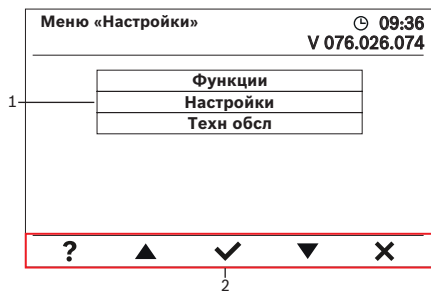 Меню «Настройки» 09:36
V 076.026.074
Функции
1 Настройки
Техн обсл
? ▲ ✓ ▼ ✕
2